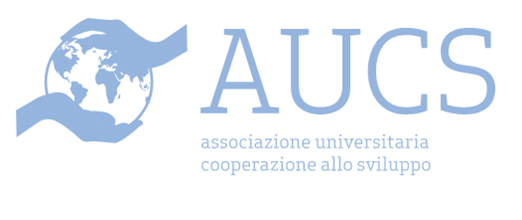 AUCS
associazione universitaria
cooperazione allo sviluppo